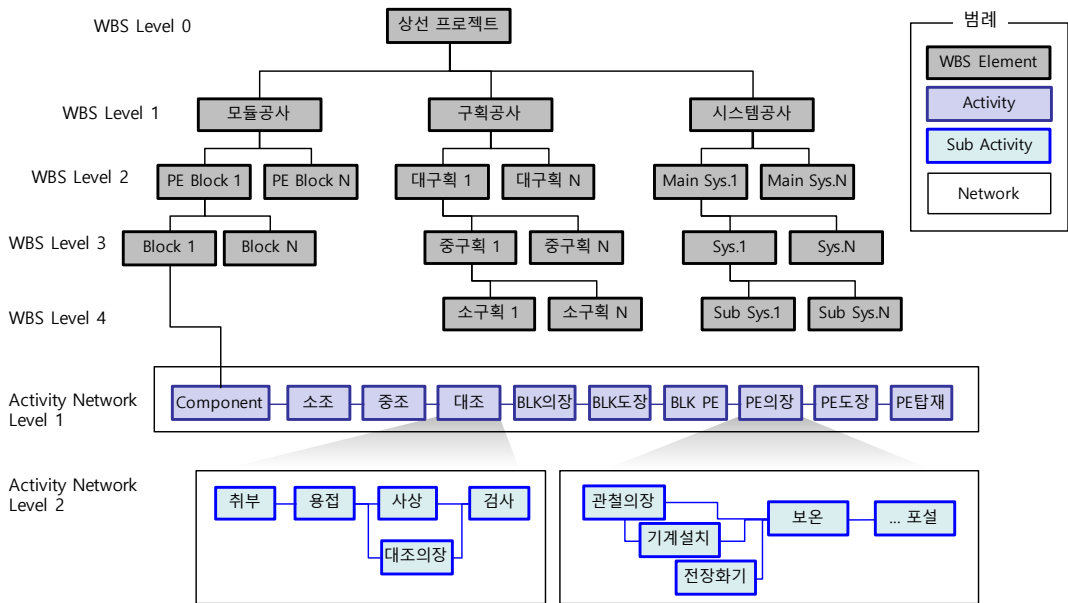 WBS Level 0
상선 프로젝트
범례
WBS Element
Activity
Sub Activity
Network
WBS Level 1
모듈공사
구획공사
시스템공사
WBS Level 2
PE Block 1
PE Block N
대구획 1
대구획 N
Main Sys.1
Main Sys.N
WBS Level 3
Block 1
Block N
중구획 1
중구획 N
Sys.1
Sys.N
WBS Level 4
소구획 1
소구획 N
Sub Sys.1
Sub Sys.N
Activity Network
Level 1
Component
소조
중조
대조
BLK의장
BLK도장
BLK PE
PE의장
PE도장
PE탑재
Activity Network
Level 2
취부
용접
사상
검사
대조의장
관철의장
기계설치
전장화기
보온
... 포설